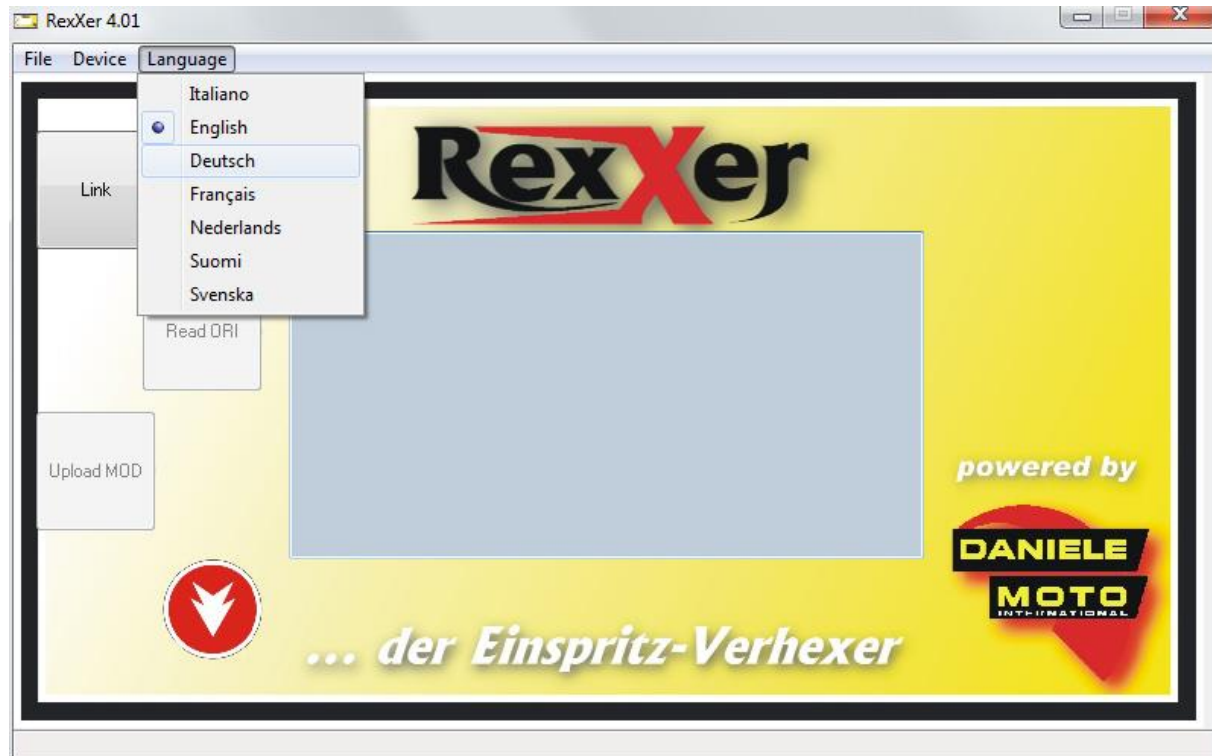 RexXer 4.01
File Device Language
Italiano
English
Deutsch
Français
Nederlands
Suomi
Svenska
Link
RexXer
Read ORI
Upload MOD
powered by
DANIELE
MOTO
INTERNATIONAL
... der Einspritz-Verhexer